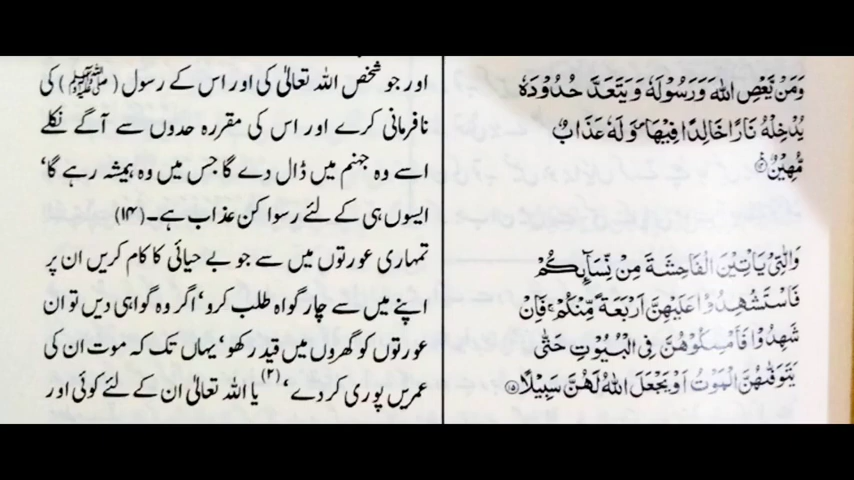 وَمَنْ يَّعْصِ اللّٰهَ وَرَسُوْلَهٗ وَيَتَعَدَّ حُدُوْدَهٗ
يُدْخِلْهُ نَارًا خَالِدًا فِيْهَا ۪ وَلَهٗ عَذَابٌ
مُّهِيْنٌ ۟
وَالّٰتِيْ يَاْتِيْنَ الْفَاحِشَةَ مِنْ نِّسَآىِٕكُمْ
فَاسْتَشْهِدُوْا عَلَيْهِنَّ اَرْبَعَةً مِّنْكُمْ ۚ فَاِنْ
شَهِدُوْا فَاَمْسِكُوْهُنَّ فِي الْبُيُوْتِ حَتّٰى
يَتَوَفّٰىهُنَّ الْمَوْتُ اَوْ يَجْعَلَ اللّٰهُ لَهُنَّ سَبِيْلًا ۟
اور جو شخص اللہ تعالیٰ کی اور اس کے رسول (ﷺ) کی
نافرمانی کرے اور اس کی مقررہ حدوں سے آگے نکلے
اسے وہ جہنم میں ڈال دے گا جس میں وہ ہمیشہ رہے گا'
ایسوں ہی کے لئے رسوا کن عذاب ہے۔ (۱۴)
تمہاری عورتوں میں سے جو بے حیائی کا کام کریں ان پر
اپنے میں سے چار گواہ طلب کرو' اگر وہ گواہی دیں تو ان
عورتوں کو گھروں میں قید رکھو' یہاں تک کہ موت ان کی
عمریں پوری کر دے'(۲) یا اللہ تعالیٰ ان کے لئے کوئی اور